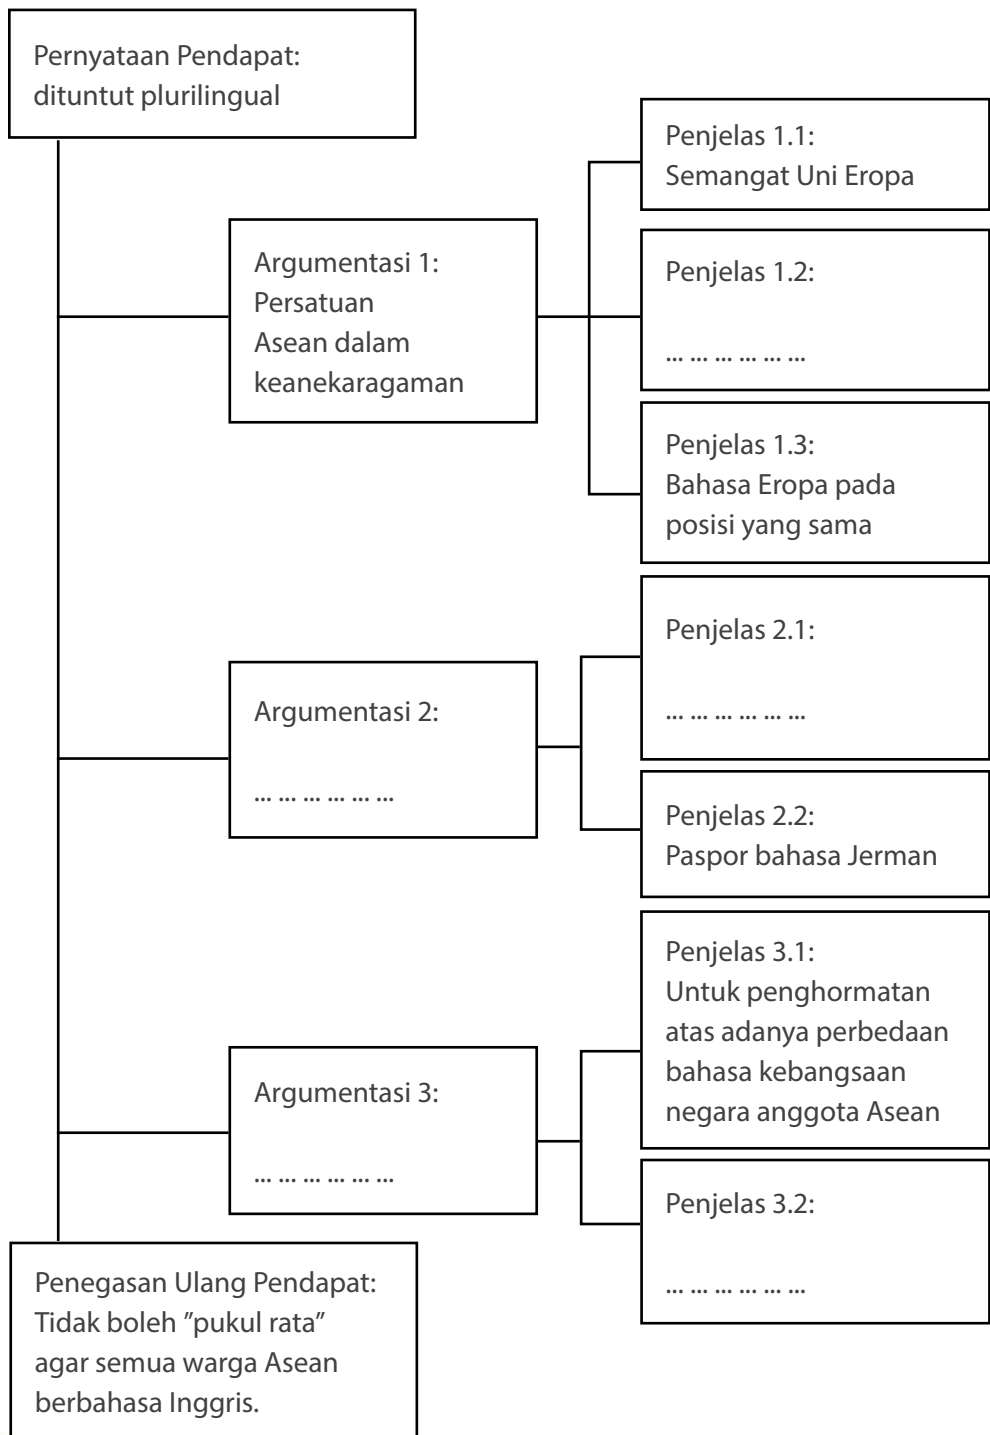 Pernyataan Pendapat:
dituntut plurilingual
Argumentasi 1:
Persatuan
Asean dalam
keanekaragaman
Penjelas 1.1:
Semangat Uni Eropa
Penjelas 1.2:
... ... ... ... ... ...
Penjelas 1.3:
Bahasa Eropa pada
posisi yang sama
Argumentasi 2:
... ... ... ... ... ...
Penjelas 2.1:
... ... ... ... ... ...
Penjelas 2.2:
Paspor bahasa Jerman
Argumentasi 3:
... ... ... ... ... ...
Penjelas 3.1:
Untuk penghormatan
atas adanya perbedaan
bahasa kebangsaan
negara anggota Asean
Penjelas 3.2:
... ... ... ... ... ...
Penegasan Ulang Pendapat:
Tidak boleh ”pukul rata”
agar semua warga Asean
berbahasa Inggris.